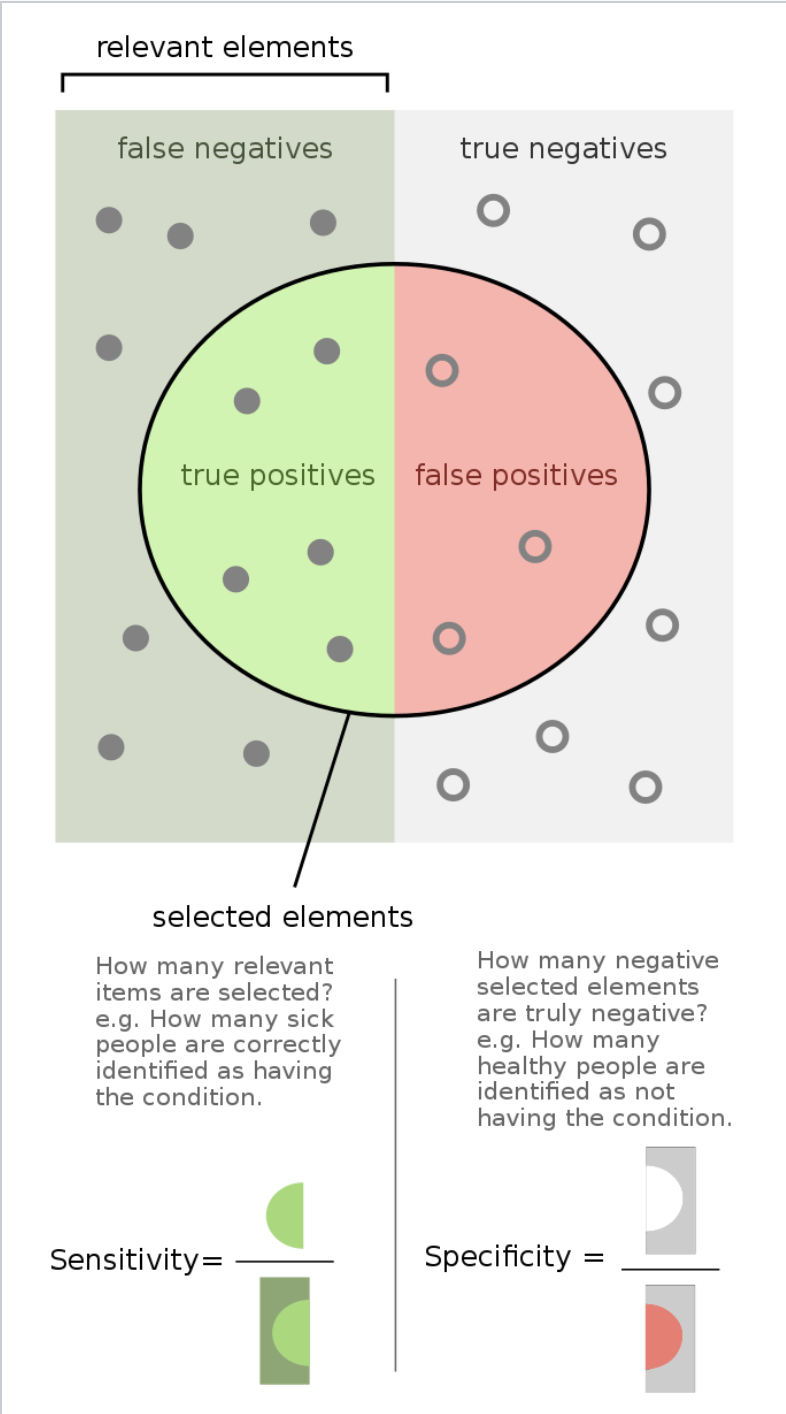 relevant elements
false negatives
true negatives
true positives
false positives
selected elements
How many relevant
items are selected?
e.g. How many sick
people are correctly
identified as having
the condition.
How many negative
selected elements
are truly negative?
e.g. How many
healthy people are
identified as not
having the condition.
Sensitivity=
Specificity =